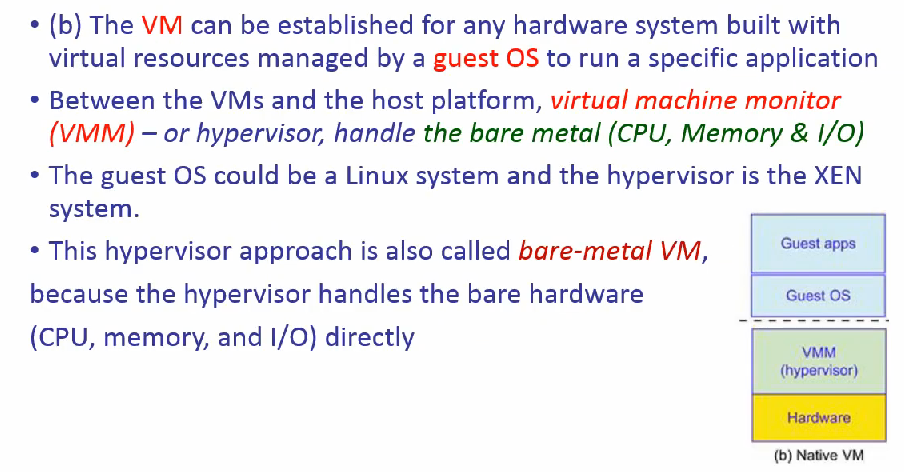 • (b) The VM can be established for any hardware system built with
virtual resources managed by a guest OS to run a specific application
• Between the VMs and the host platform, virtual machine monitor
(VMM) – or hypervisor, handle the bare metal (CPU, Memory & I/O)
• The guest OS could be a Linux system and the hypervisor is the XEN
system.
• This hypervisor approach is also called bare-metal VM,
because the hypervisor handles the bare hardware
(CPU, memory, and I/O) directly
Guest apps
Guest OS
VMM
(hypervisor)
Hardware
(b) Native VM